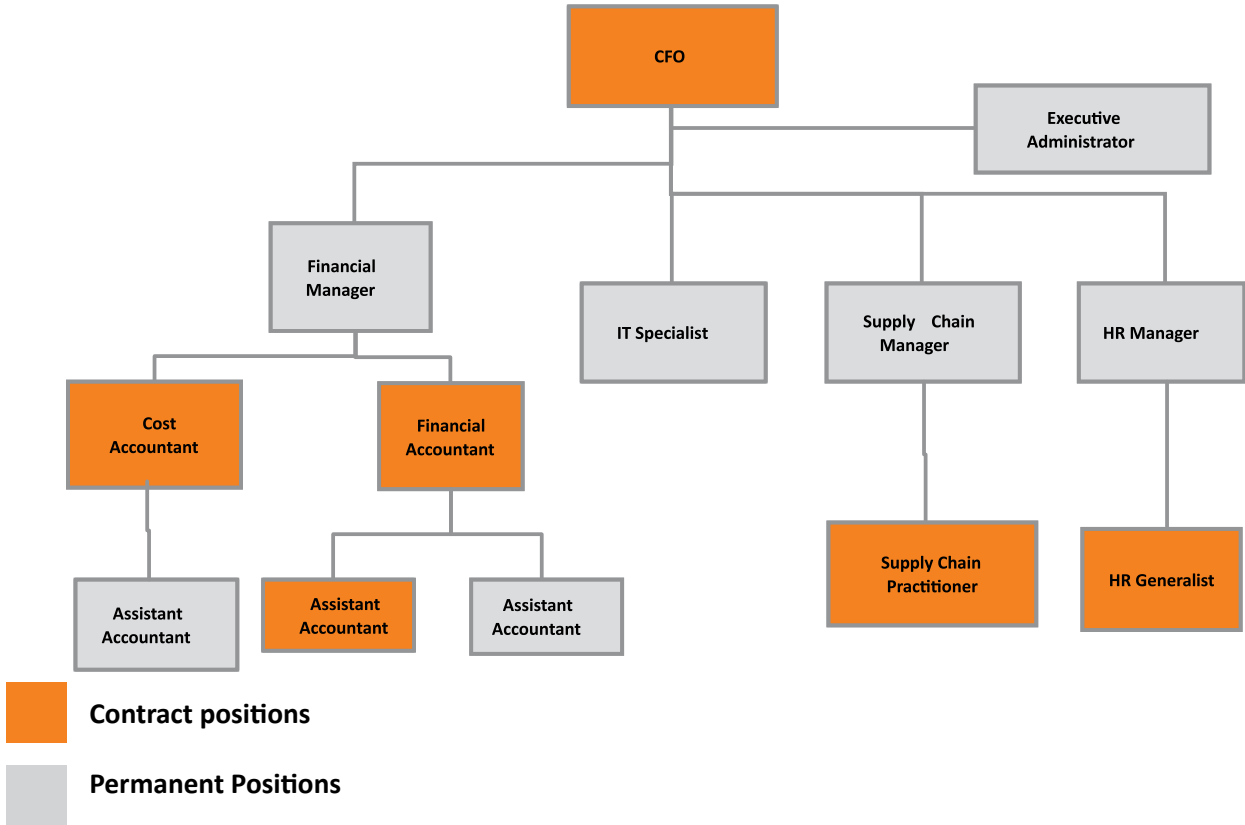 CFO
Executive
Administrator
Financial
Manager
IT Specialist
Supply Chain
Manager
HR Manager
Cost
Accountant
Financial
Accountant
Supply Chain
Practitioner
HR Generalist
Assistant
Accountant
Assistant
Accountant
Assistant
Accountant
Contract positions
Permanent Positions